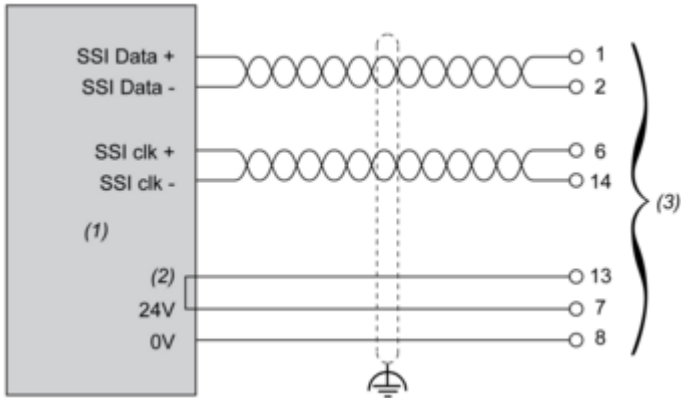 SSI Data + 1
SSI Data - 2
SSI clk + 6
SSI clk - 14
(1)
(3)
(2) 13
24V 7
0V 8